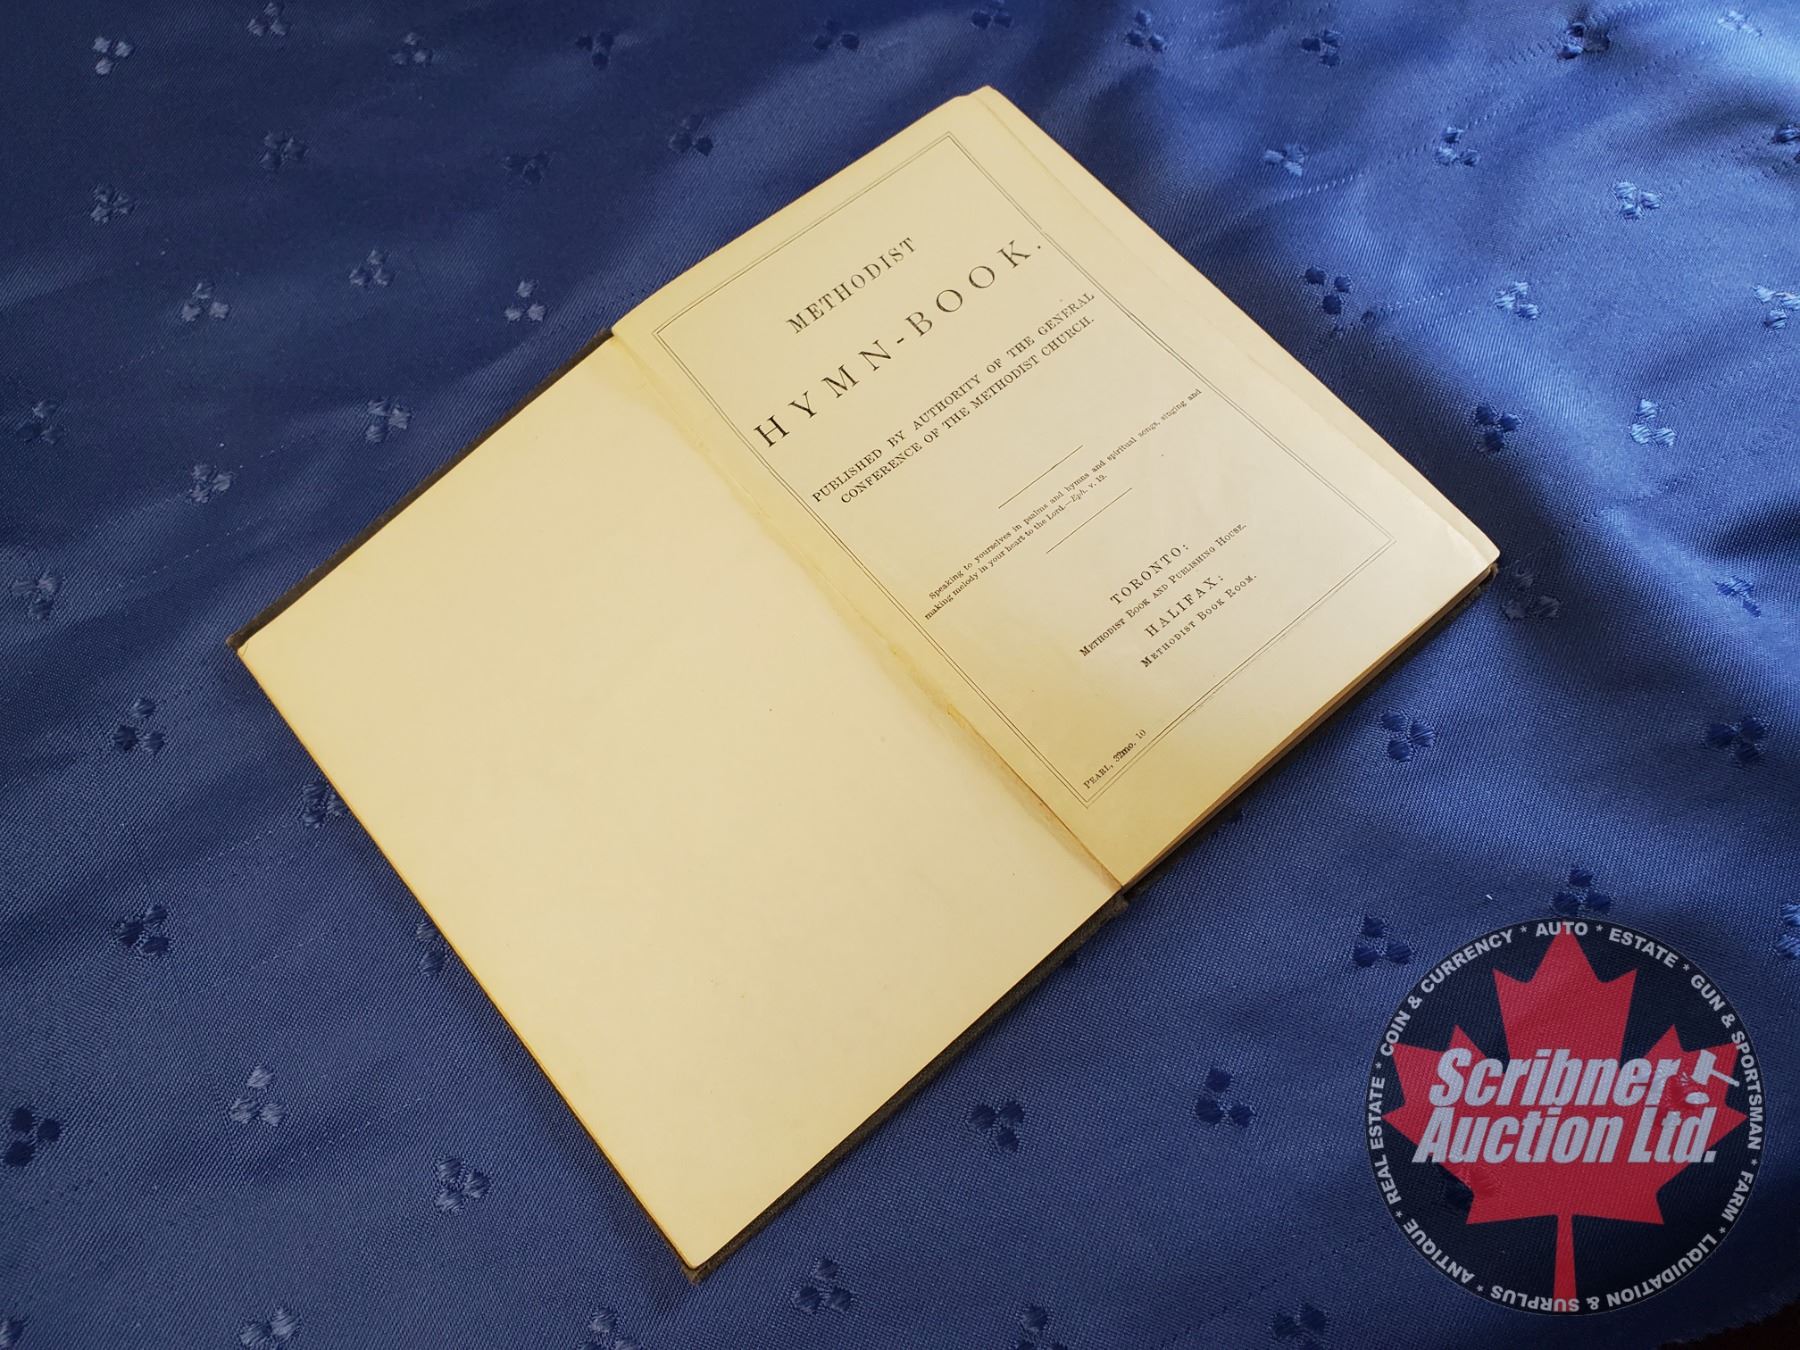 METHODIST
HYMN-BOOK.
PUBLISHED BY AUTHORITY OF THE GENERAL
CONFERENCE OF THE METHODIST CHURCH.
Speaking to yourselves in psalms and hymns and spiritual songs, singing and
making melody in your heart to the Lord.—Eph. v. 19.
TORONTO:
METHODIST BOOK AND PUBLISHING HOUSE.
HALIFAX:
METHODIST BOOK ROOM.
PEARL, 32mo. 10
Scribner
Auction Ltd.
* REAL ESTATE * COIN & CURRENCY * AUTO * ESTATE * GUN & SPORTSMAN * FARM * LIQUIDATION & SURPLUS * ANTIQUE